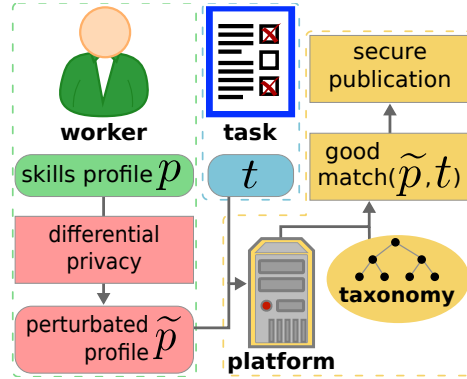 worker
skills profile p
differential
privacy
perturbated
profile p̃
task
t
platform
secure
publication
good
match(p̃,t)
taxonomy